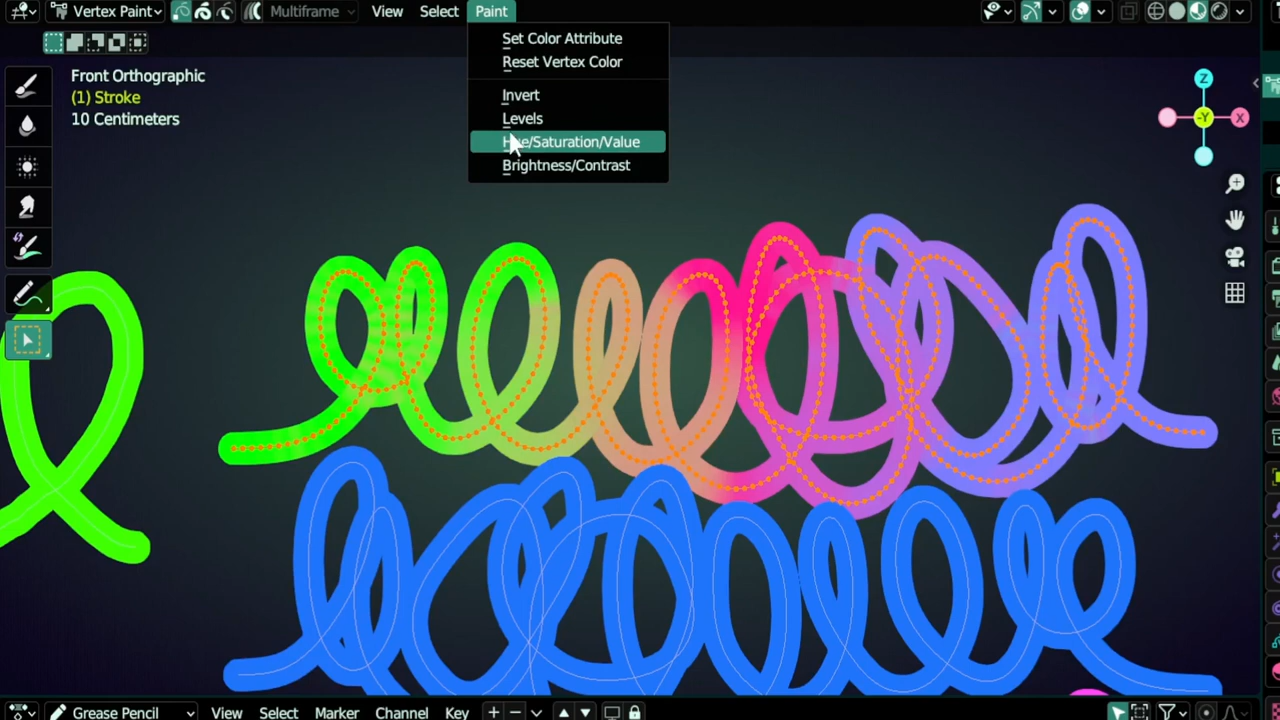 Vertex Paint Multiframe View Select Paint
Set Color Attribute
Reset Vertex Color
Invert
Levels
Hue/Saturation/Value
Brightness/Contrast
Front Orthographic
(1) Stroke
10 Centimeters
Z
-Y
X
Grease Pencil View Select Marker Channel Key